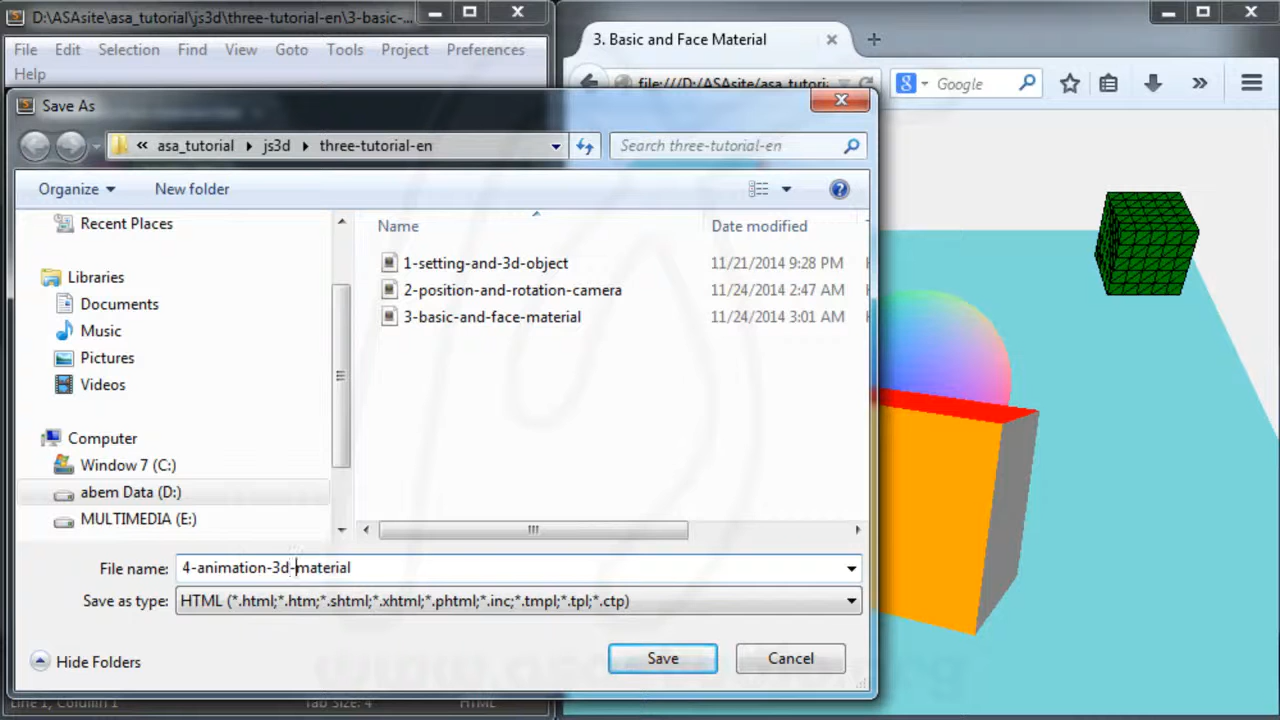 D:\ASAsite\asa_tutorial\js3d\three-tutorial-en\3-basic-...
File Edit Selection Find View Goto Tools Project Preferences
Help
3. Basic and Face Material
file:///D:/ASAsite/asa_tutori
Google
Save As
asa_tutorial js3d three-tutorial-en
Search three-tutorial-en
Organize
New folder
Recent Places
Libraries
Documents
Music
Pictures
Videos
Computer
Window 7 (C:)
abem Data (D:)
MULTIMEDIA (E:)
Name Date modified
1-setting-and-3d-object 11/21/2014 9:28 PM
2-position-and-rotation-camera 11/24/2014 2:47 AM
3-basic-and-face-material 11/24/2014 3:01 AM
File name: 4-animation-3d-material
Save as type: HTML (*.html;*.htm;*.shtml;*.xhtml;*.phtml;*.inc;*.tmpl;*.tpl;*.ctp)
Hide Folders
Save
Cancel
Line 1, Column 1 Tab Size: 4 HTML